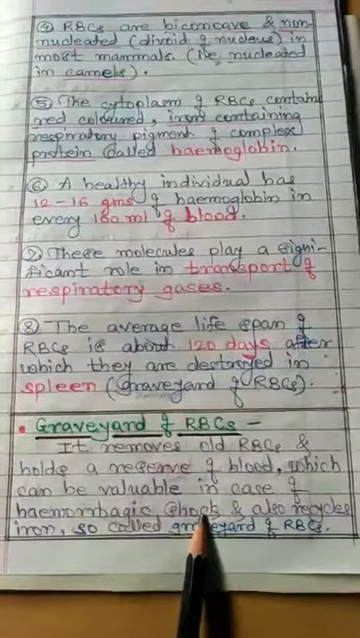 ④ RBCs are biconcave & non-
nucleated (divoid of nucleus) in
most mammals. (ie, nucleated
in camels).
⑤ The cytoplasm of RBCs contains
red coloured, iron containing
respiratory pigment & complex
protein called haemoglobin.
⑥ A healthy individual has
12-16 gms of haemoglobin in
every 100 ml of blood.
⑦ These molecules play a signi-
ficant role in transport of
respiratory gases.
⑧ The average life span of
RBCs is about 120 days after
which they are destroyed in
spleen (Graveyard of RBCs).
• Graveyard of RBCs -
It removes old RBCs &
holds a reserve of blood, which
can be valuable in case of
haemorrhagic shock & also recycles
iron, so called graveyard of RBCs.